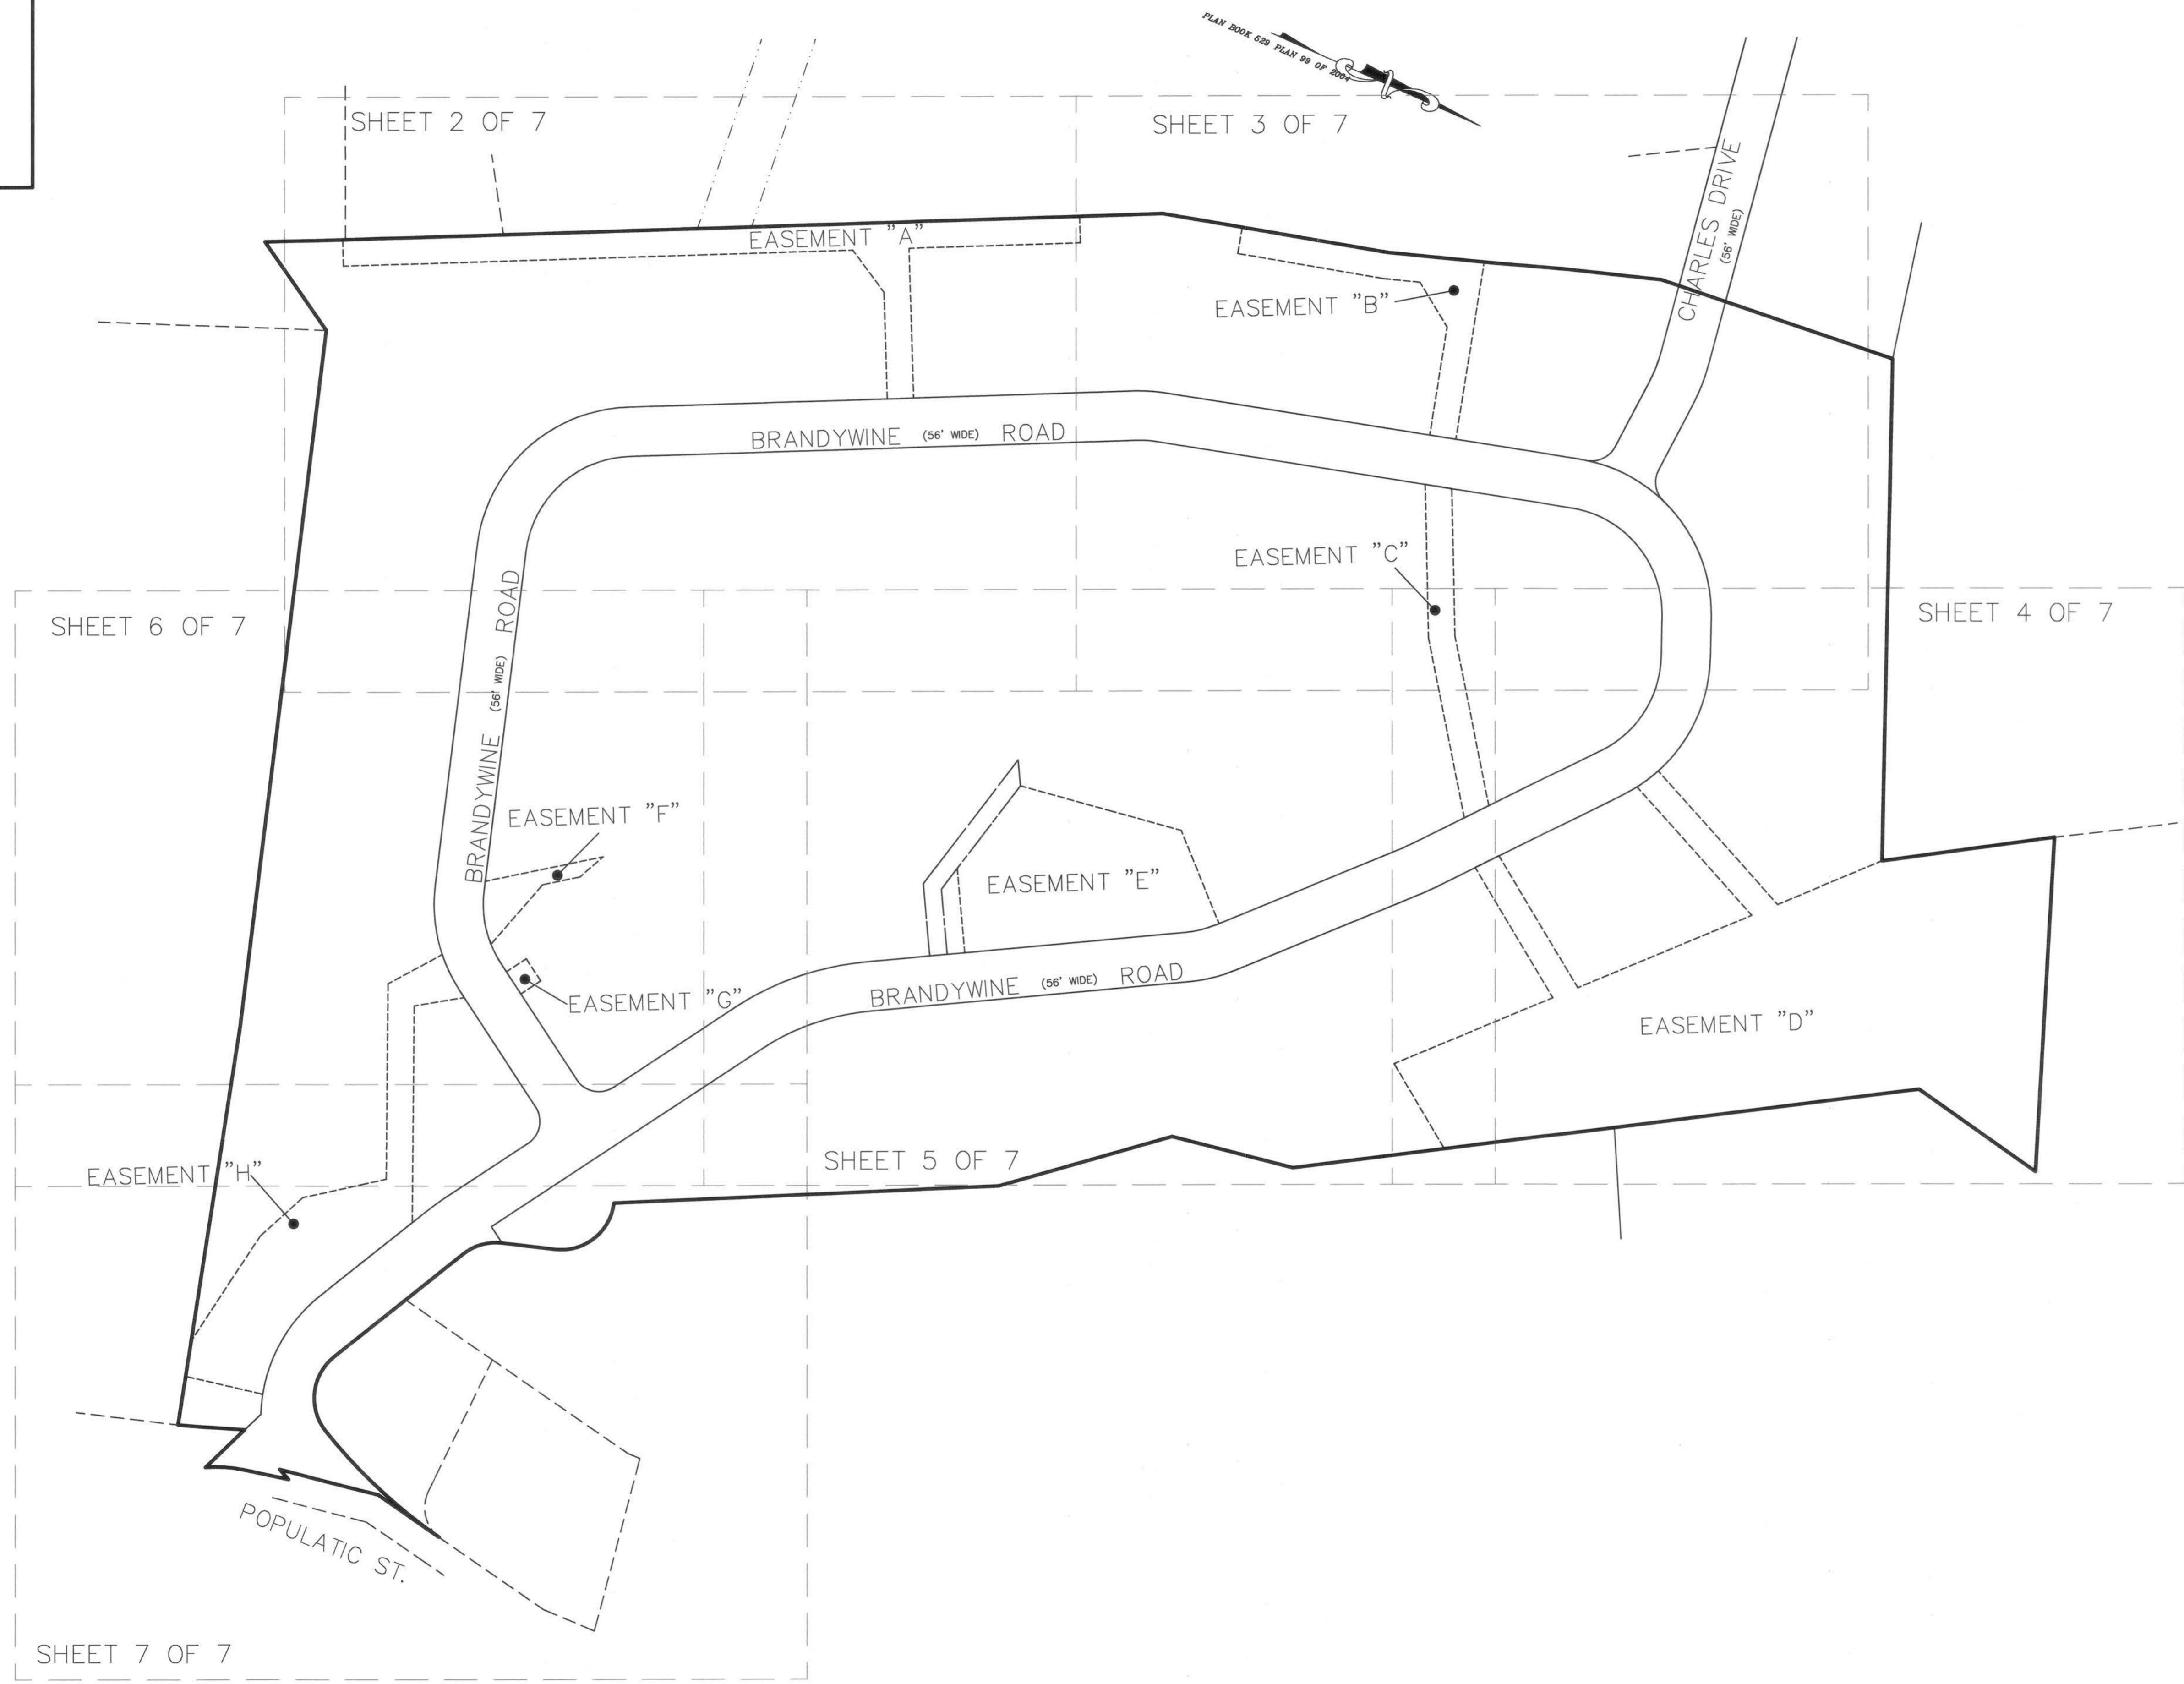 PLAN BOOK 529 PLAN 99 OF 2004
SHEET 2 OF 7
SHEET 3 OF 7
CHARLES DRIVE
(56' WIDE)
EASEMENT "A"
EASEMENT "B"
BRANDYWINE (56' WIDE) ROAD
EASEMENT "C"
SHEET 6 OF 7
SHEET 4 OF 7
BRANDYWINE (56' WIDE) ROAD
EASEMENT "F"
EASEMENT "E"
EASEMENT "G"
BRANDYWINE (56' WIDE) ROAD
EASEMENT "D"
SHEET 5 OF 7
EASEMENT "H"
POPULATIC ST.
SHEET 7 OF 7